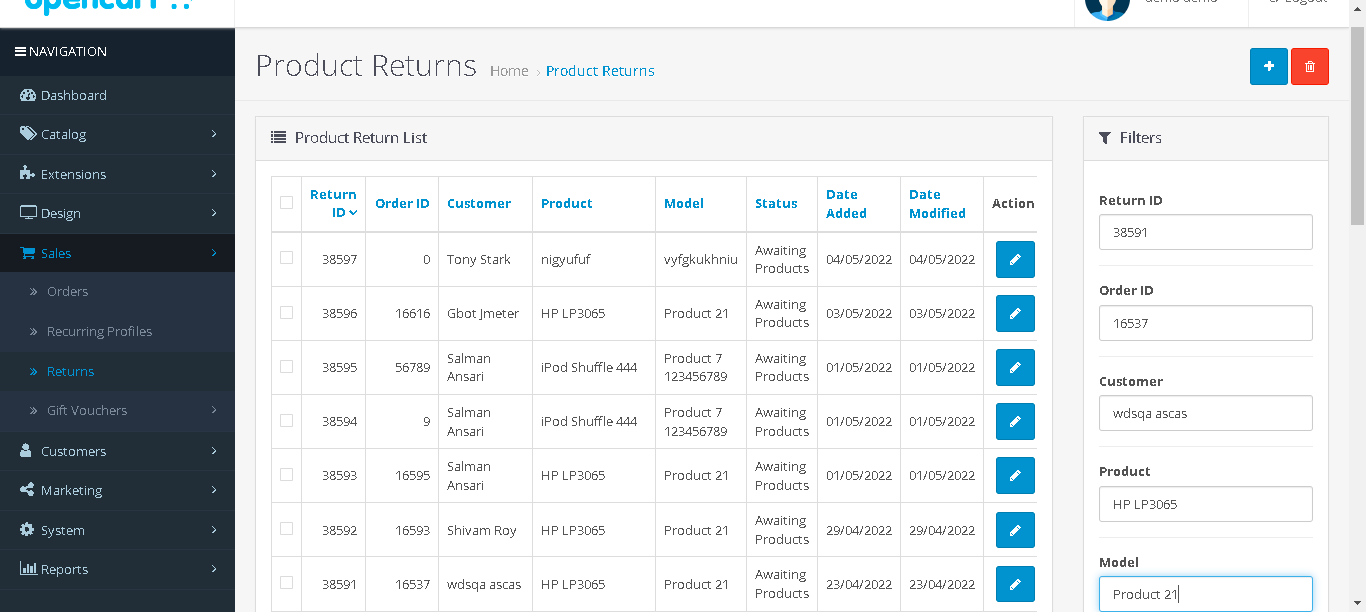 opencart
demo demo
Logout
NAVIGATION
Dashboard
Catalog
Extensions
Design
Sales
Orders
Recurring Profiles
Returns
Gift Vouchers
Customers
Marketing
System
Reports
Product Returns Home › Product Returns
Product Return List
Return ID Order ID Customer Product Model Status Date Added Date Modified Action
38597 0 Tony Stark nigyufuf vyfgkukhniu Awaiting Products 04/05/2022 04/05/2022
38596 16616 Gbot Jmeter HP LP3065 Product 21 Awaiting Products 03/05/2022 03/05/2022
38595 56789 Salman Ansari iPod Shuffle 444 Product 7 123456789 Awaiting Products 01/05/2022 01/05/2022
38594 9 Salman Ansari iPod Shuffle 444 Product 7 123456789 Awaiting Products 01/05/2022 01/05/2022
38593 16595 Salman Ansari HP LP3065 Product 21 Awaiting Products 01/05/2022 01/05/2022
38592 16593 Shivam Roy HP LP3065 Product 21 Awaiting Products 29/04/2022 29/04/2022
38591 16537 wdsqa ascas HP LP3065 Product 21 Awaiting Products 23/04/2022 23/04/2022
Filters
Return ID
38591
Order ID
16537
Customer
wdsqa ascas
Product
HP LP3065
Model
Product 21